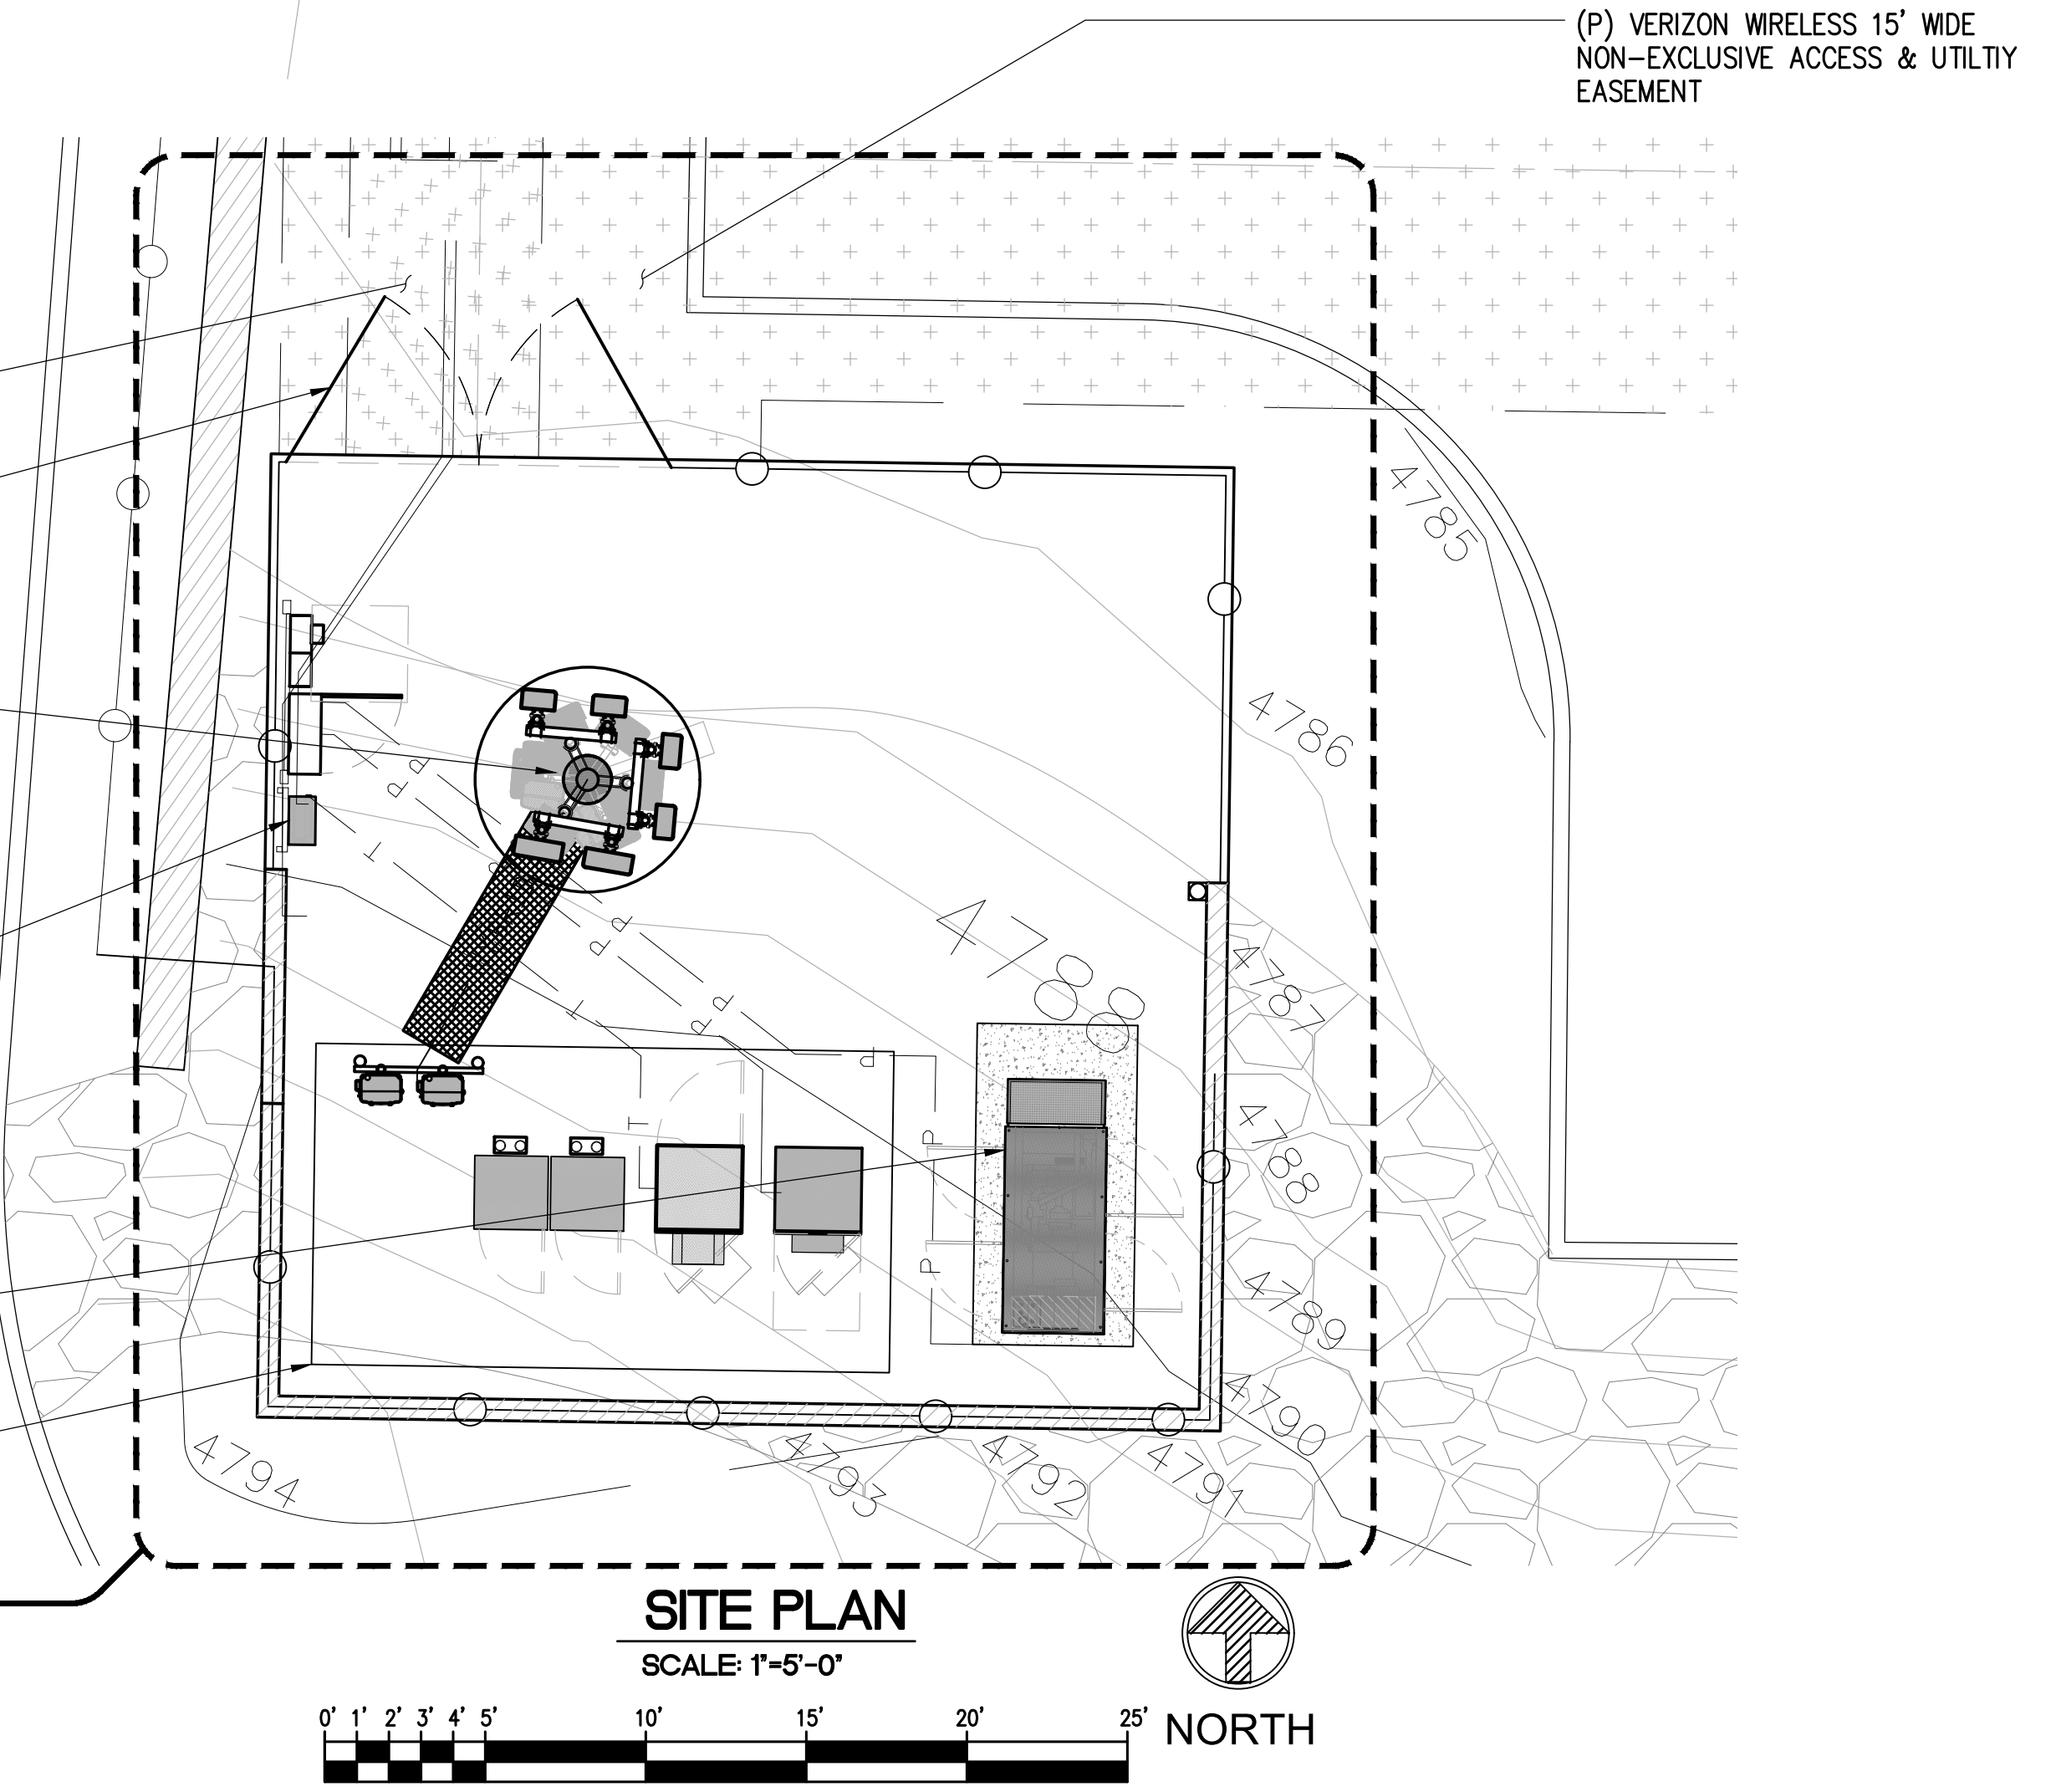 (P) VERIZON WIRELESS 15' WIDE
NON-EXCLUSIVE ACCESS & UTILTIY
EASEMENT
4785
4786
P
P
T
P
P
P
P
P
T
T
P
P
P
4788
4787
4788
4789
4790
4791
4792
4793
4794
SITE PLAN
SCALE: 1"=5'-0"
0' 1' 2' 3' 4' 5' 10' 15' 20' 25'
NORTH